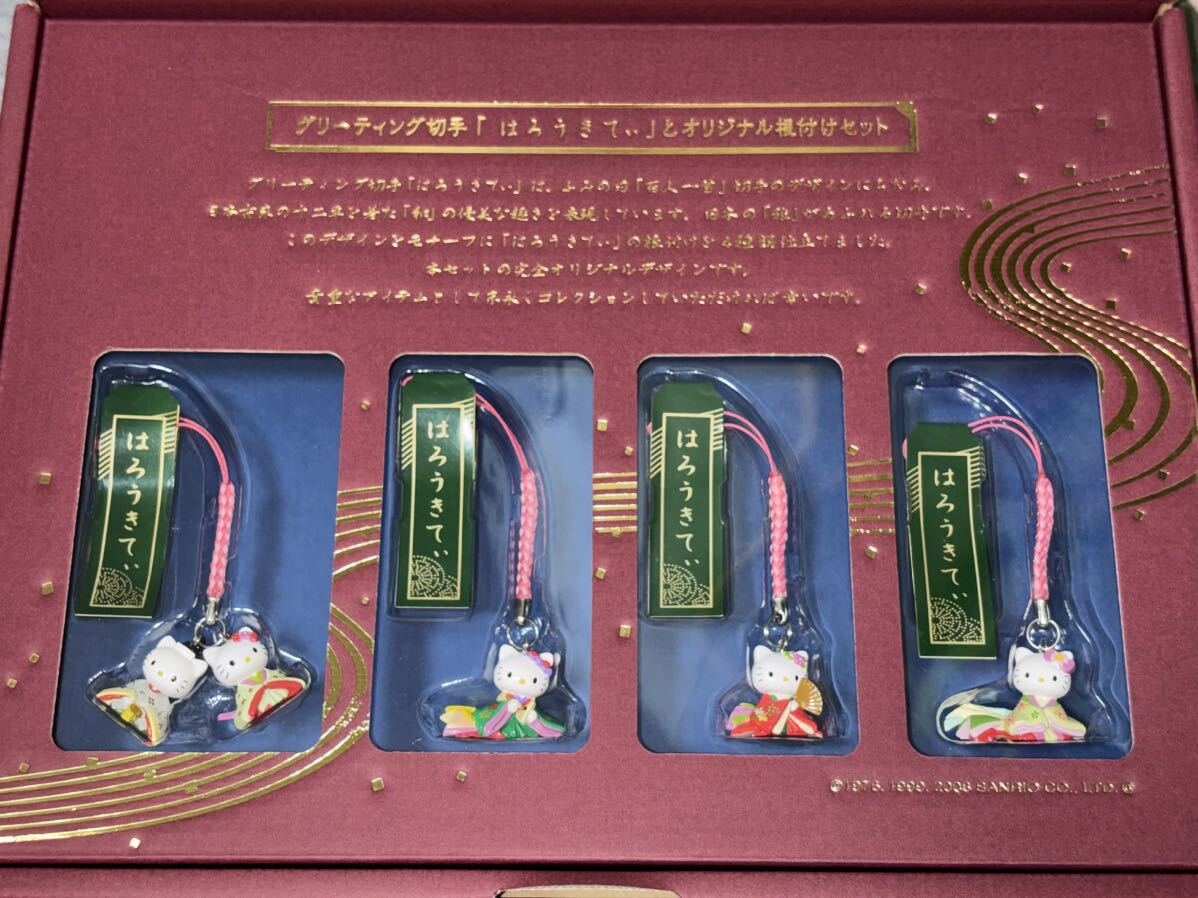 グリーティング切手「はろうきてぃ」とオリジナル根付けセット
グリーティング切手「はろうきてぃ」は、ふみの日「百人一首」切手のデザインにちなみ、
日本古来の十二単を着た「和」の優美な趣きを表現しています。日本の「雅」があふれる切手です。
このデザインをモチーフに「はろうきてぃ」の根付けを4種類仕立てました。
本セットの完全オリジナルデザインです。
貴重なアイテムとして末永くコレクションしていただければ幸いです。
はろうきてぃ
はろうきてぃ
はろうきてぃ
はろうきてぃ
©1976, 1999, 2006 SANRIO CO., LTD.